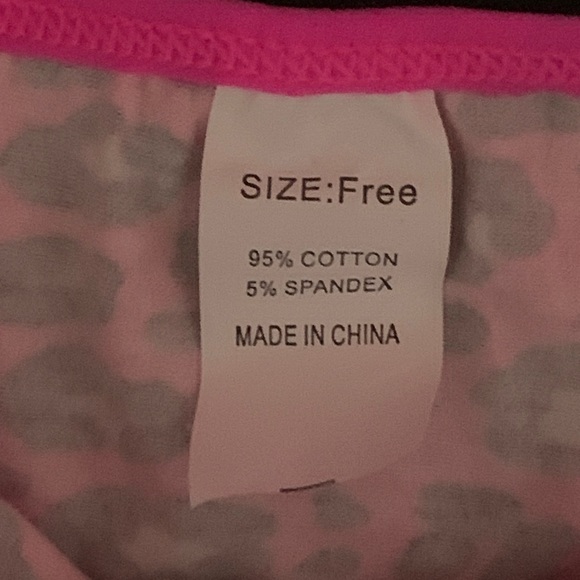 SIZE:Free
95% COTTON
5% SPANDEX
MADE IN CHINA